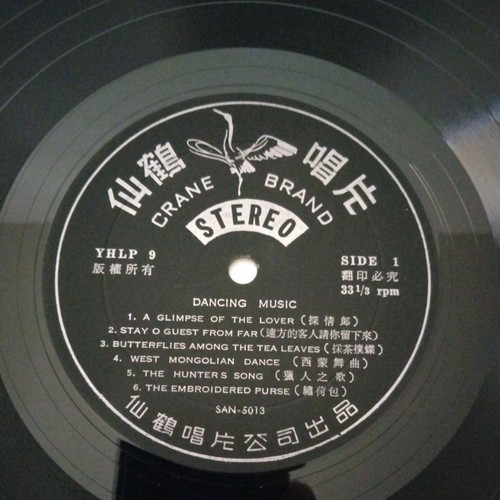 仙鶴唱片
CRANE BRAND
STEREO
YHLP 9
版權所有
SIDE 1
翻印必究
33 1/3 rpm
DANCING MUSIC
1. A GLIMPSE OF THE LOVER (探情郎)
2. STAY O GUEST FROM FAR (遠方的客人請你留下來)
3. BUTTERFLIES AMONG THE TEA LEAVES (採茶撲蝶)
4. WEST MONGOLIAN DANCE (西蒙舞曲)
5. THE HUNTER'S SONG (獵人之歌)
6. THE EMBROIDERED PURSE (繡荷包)
SAN-5013
仙鶴唱片公司出品